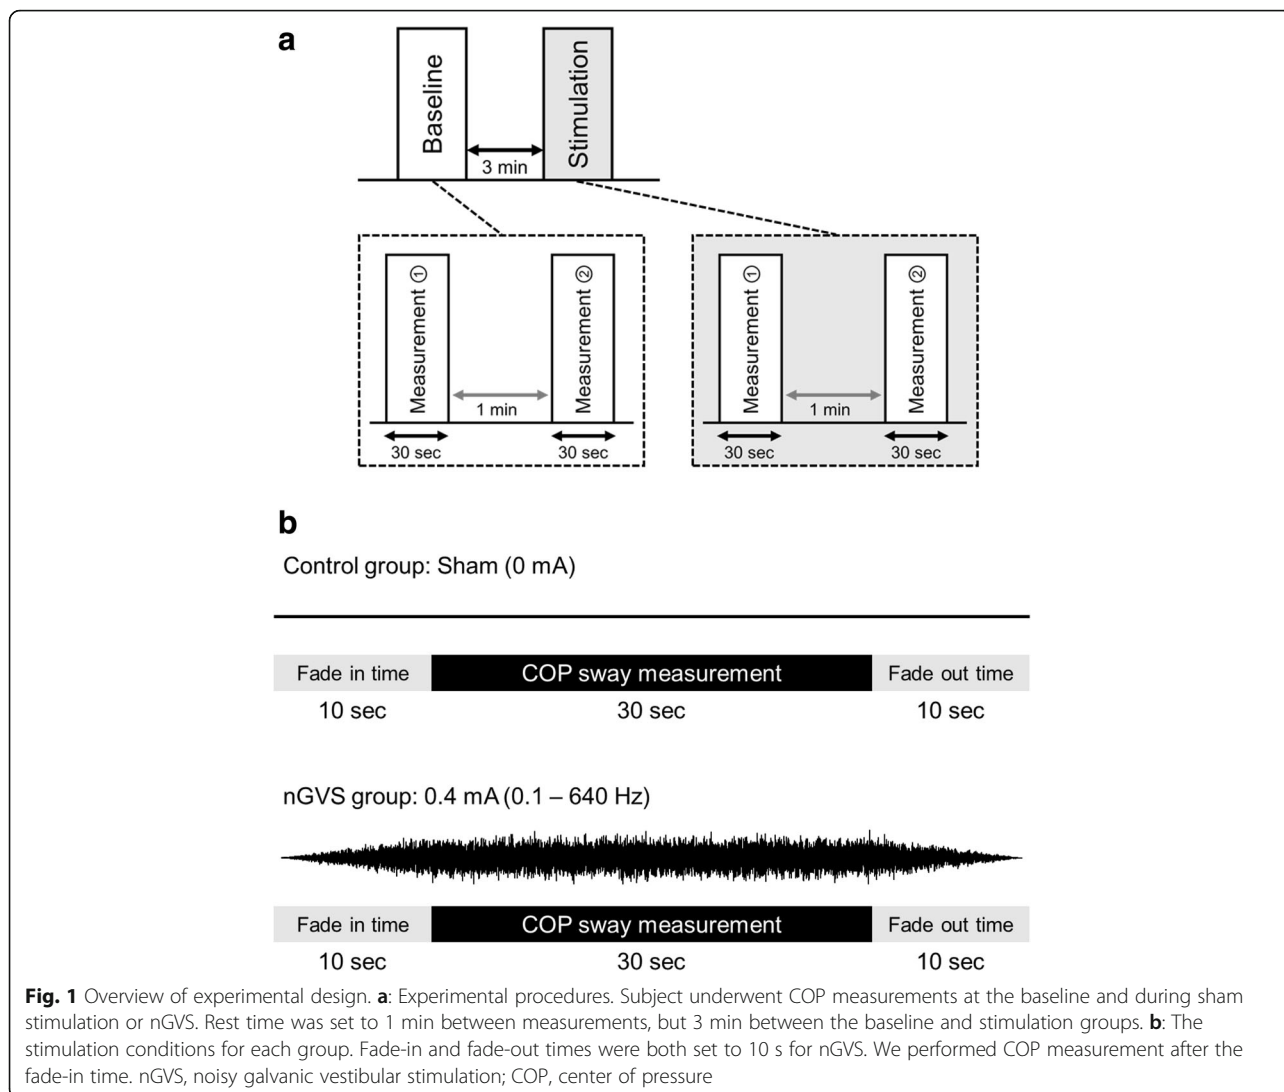 a
Baseline
Stimulation
3 min
Measurement ①
Measurement ②
1 min
30 sec
30 sec
Measurement ①
Measurement ②
1 min
30 sec
30 sec
b
Control group: Sham (0 mA)
Fade in time COP sway measurement Fade out time
10 sec 30 sec 10 sec
nGVS group: 0.4 mA (0.1 – 640 Hz)
Fade in time COP sway measurement Fade out time
10 sec 30 sec 10 sec
Fig. 1 Overview of experimental design. a: Experimental procedures. Subject underwent COP measurements at the baseline and during sham
stimulation or nGVS. Rest time was set to 1 min between measurements, but 3 min between the baseline and stimulation groups. b: The
stimulation conditions for each group. Fade-in and fade-out times were both set to 10 s for nGVS. We performed COP measurement after the
fade-in time. nGVS, noisy galvanic vestibular stimulation; COP, center of pressure